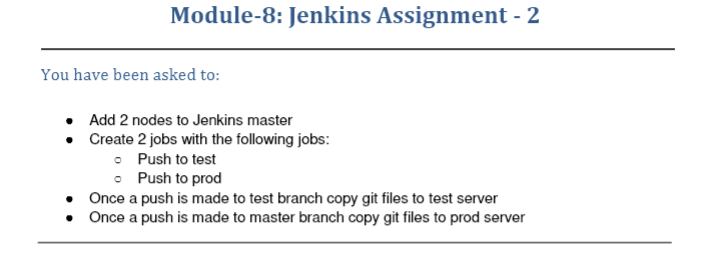 Module-8: Jenkins Assignment - 2
You have been asked to:
• Add 2 nodes to Jenkins master
• Create 2 jobs with the following jobs:
○ Push to test
○ Push to prod
• Once a push is made to test branch copy git files to test server
• Once a push is made to master branch copy git files to prod server